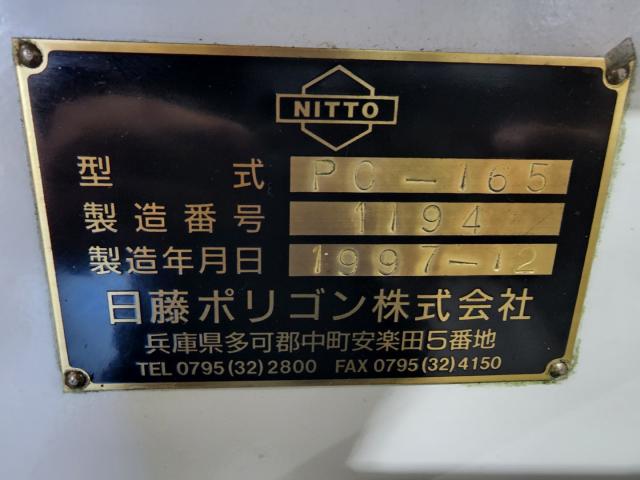 NITTO
型式 PC-165
製造番号 1194
製造年月日 1997-12
日藤ポリゴン株式会社
兵庫県多可郡中町安楽田5番地
TEL 0795(32)2800 FAX 0795(32)4150